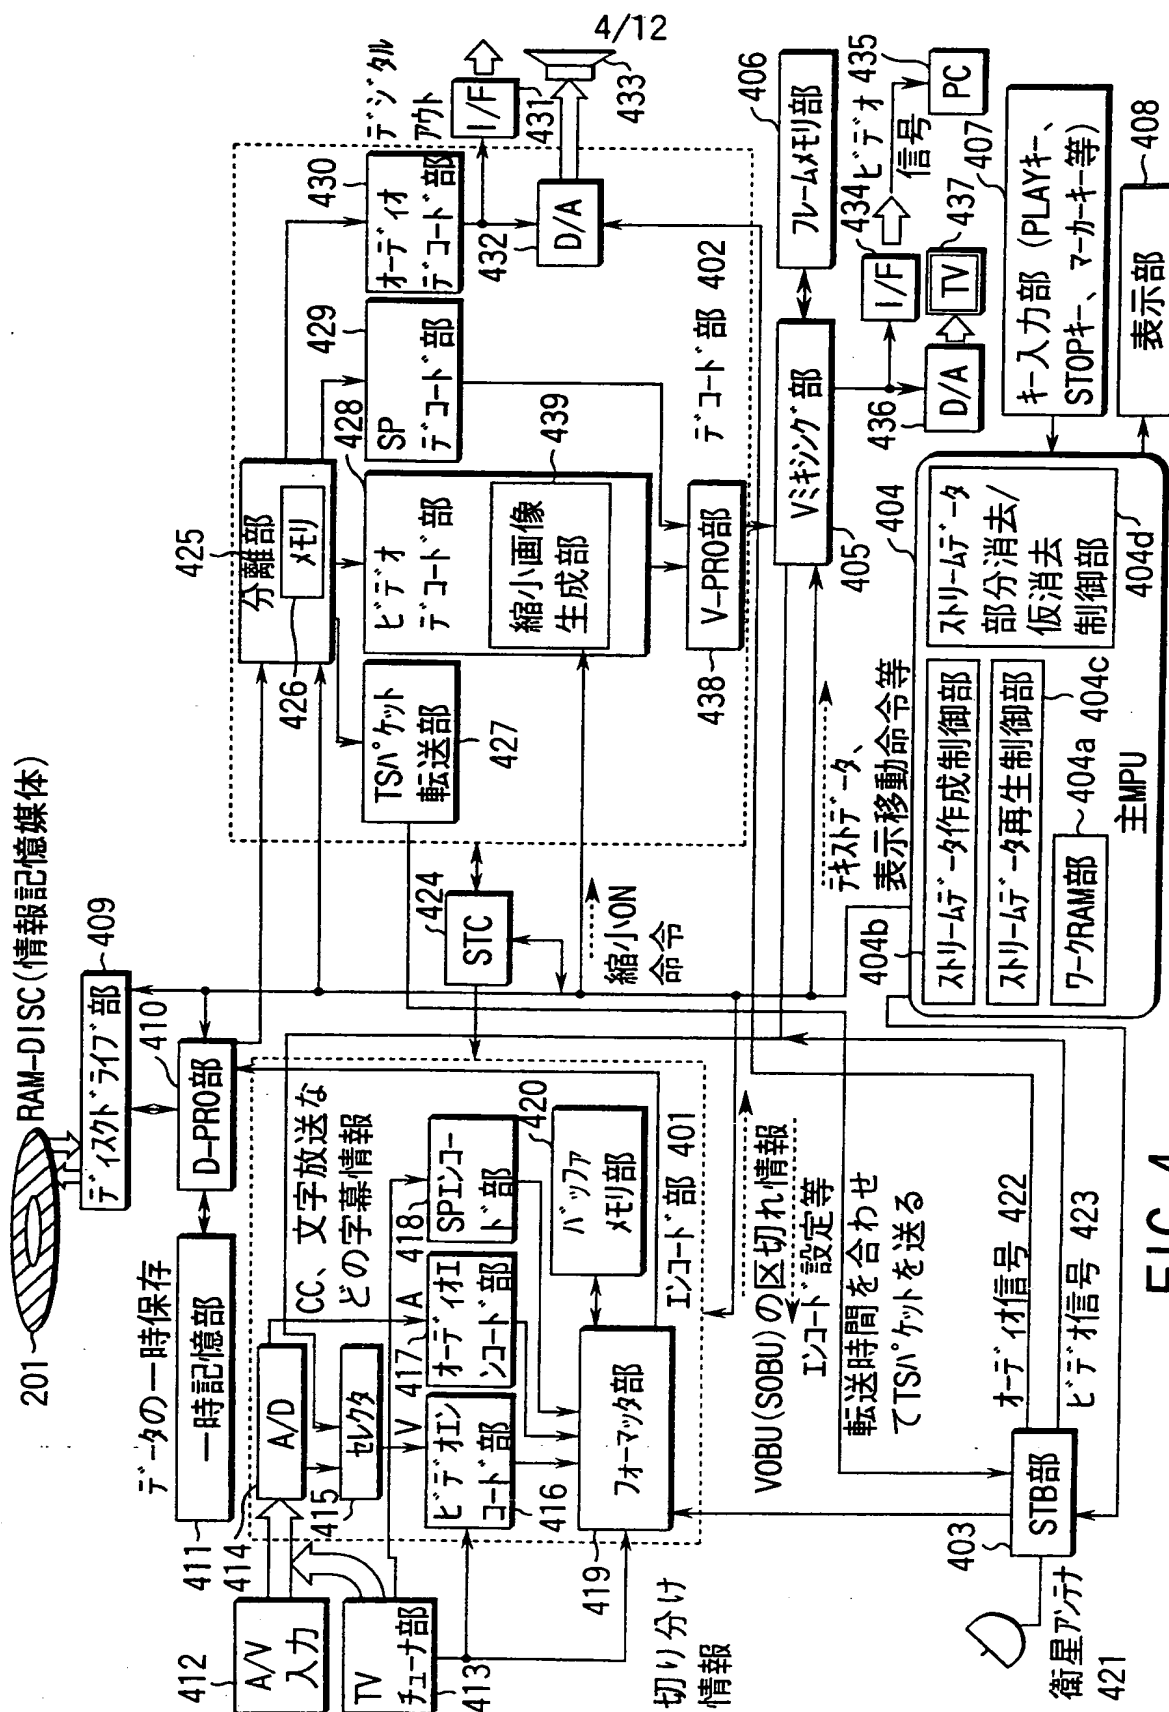 4/12
RAM-DISC(情報記憶媒体)
201
ディスクドライブ部
409
410
D-PRO部
データの一時保存
一時記憶部
411
A/V
入力
412
TV
チューナ部
413
414
A/D
セレクタ
415
CC、文字放送な
どの字幕情報
V
A
ビデオエン
コード部
416
417
オーディオエ
ンコード部
418
SPエンコー
ド部
420
バッファ
メモリ部
フォーマッタ部
419
エンコード部 401
切り分け
情報
425
分離部
メモリ
426
TSパケット
転送部
427
428
ビデオ
デコード部
縮小画像
生成部
439
429
SP
デコード部
430
オーディオ
デコード部
デジタル
アウト
I/F
431
432
D/A
433
デコード部 402
V-PRO部
438
424
STC
縮小ON
命令
VOBU(SOBU)の区切れ情報
エンコード設定等
転送時間を合わせ
てTSパケットを送る
テキストデータ、
表示移動命令等
Vミキシング部
405
フレームメモリ部
406
I/F
434
ビデオ
信号
435
PC
436
D/A
TV
437
407
キー入力部(PLAYキー、
STOPキー、マーカーキー等)
408
表示部
404
404b
ストリームデータ作成制御部
ストリームデータ再生制御部
404c
ワークRAM部
404a
ストリームデータ
部分消去/
仮消去
制御部
404d
主MPU
オーディオ信号 422
ビデオ信号 423
STB部
403
衛星アンテナ
421
FIG. 4